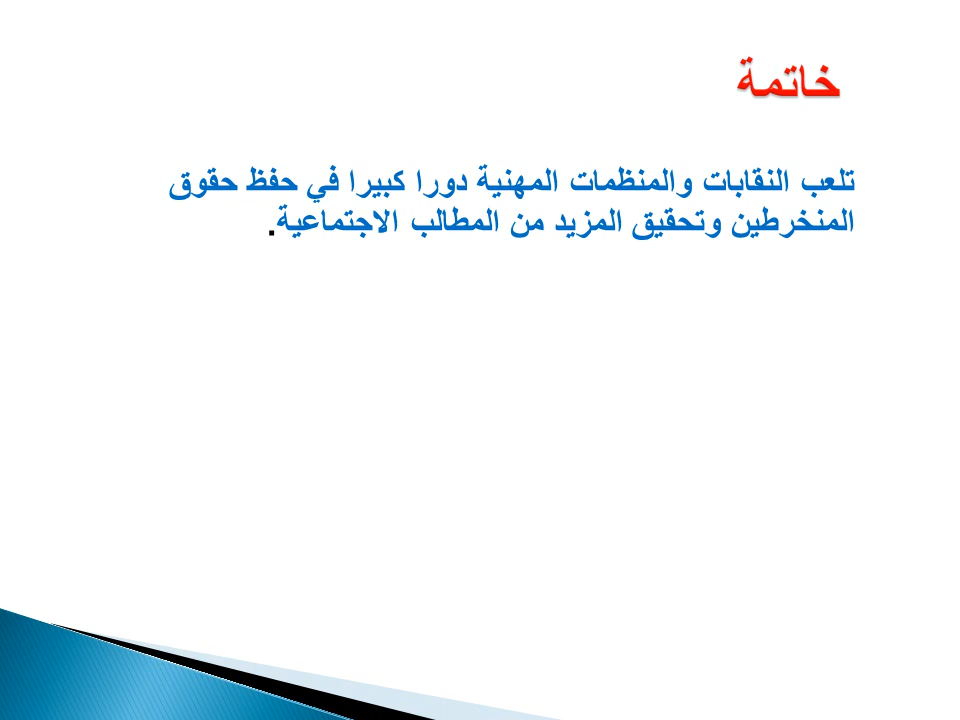 خاتمة
تلعب النقابات والمنظمات المهنية دورا كبيرا في حفظ حقوق
المنخرطين وتحقيق المزيد من المطالب الاجتماعية.